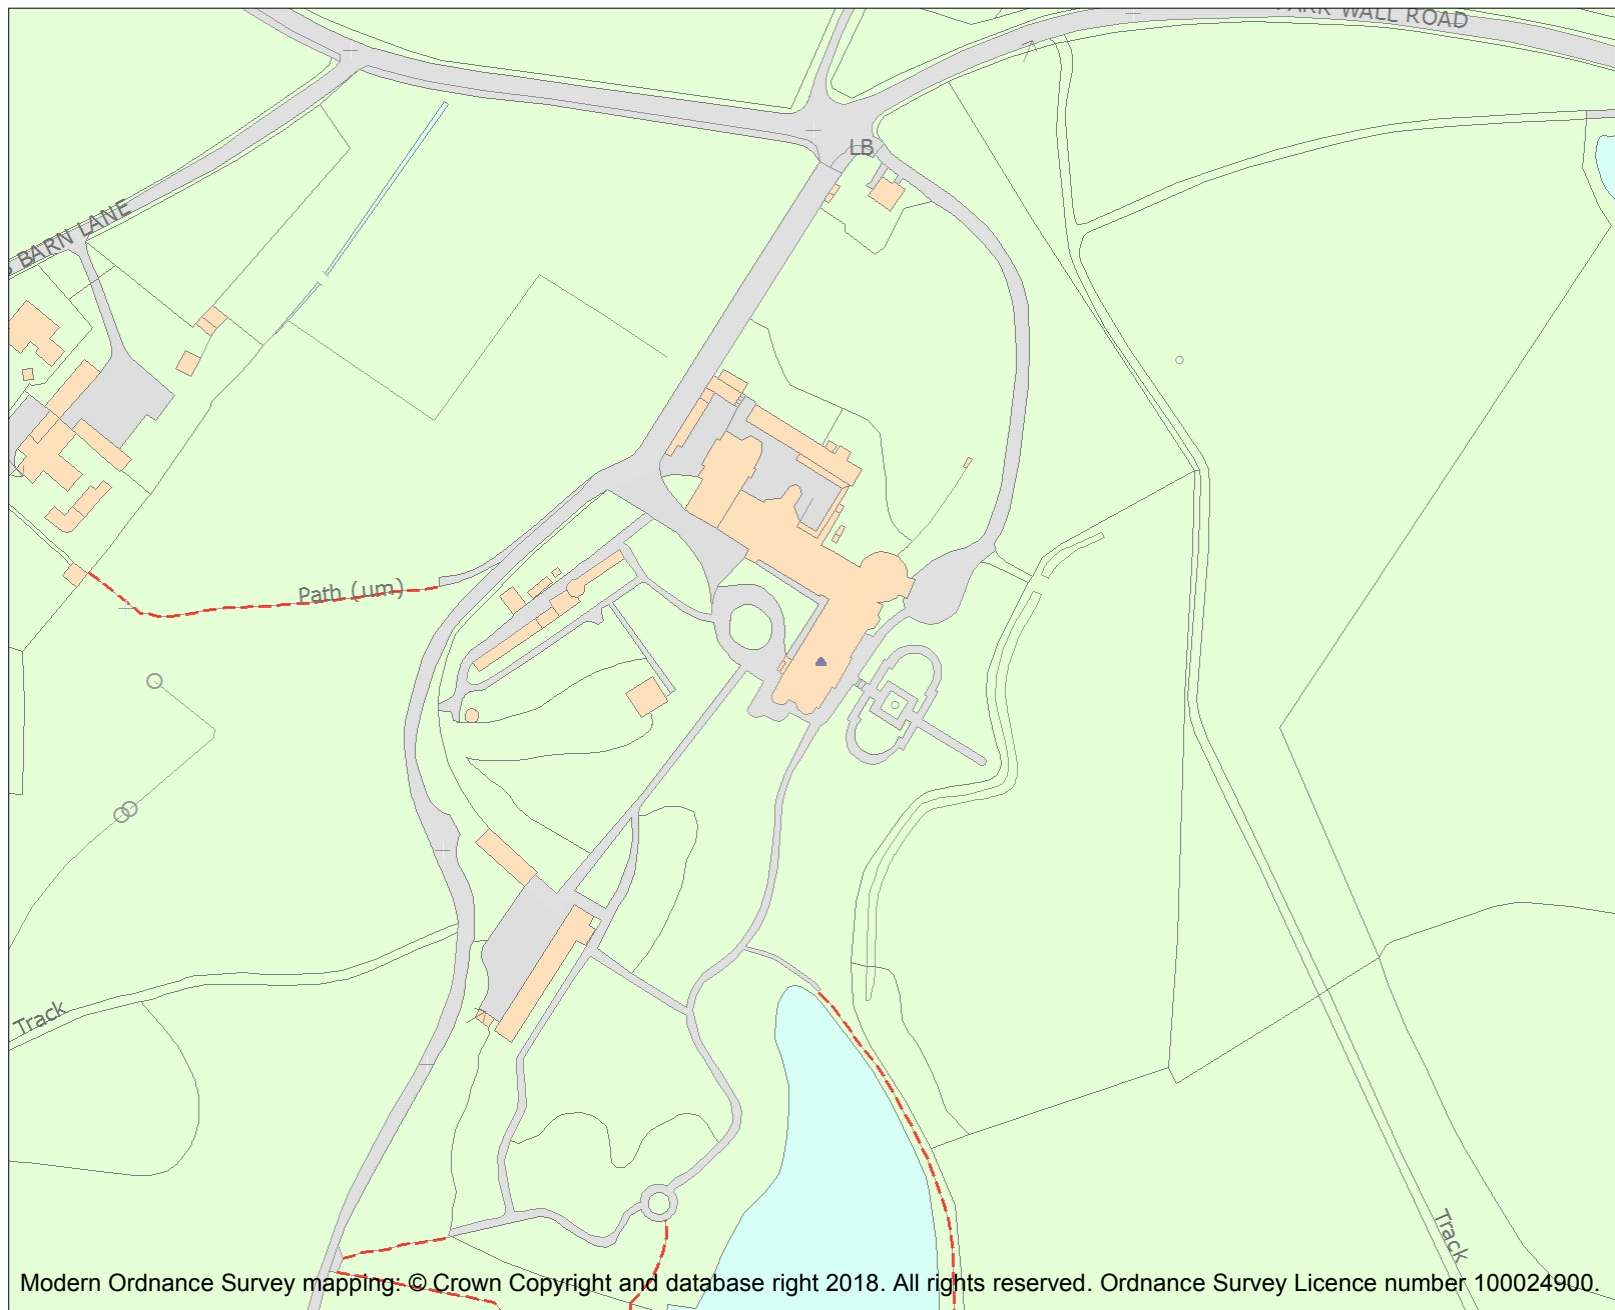 PARK WALL ROAD
LB
BARN LANE
Path (um)
Track
Track
Modern Ordnance Survey mapping: © Crown Copyright and database right 2018. All rights reserved. Ordnance Survey Licence number 100024900.